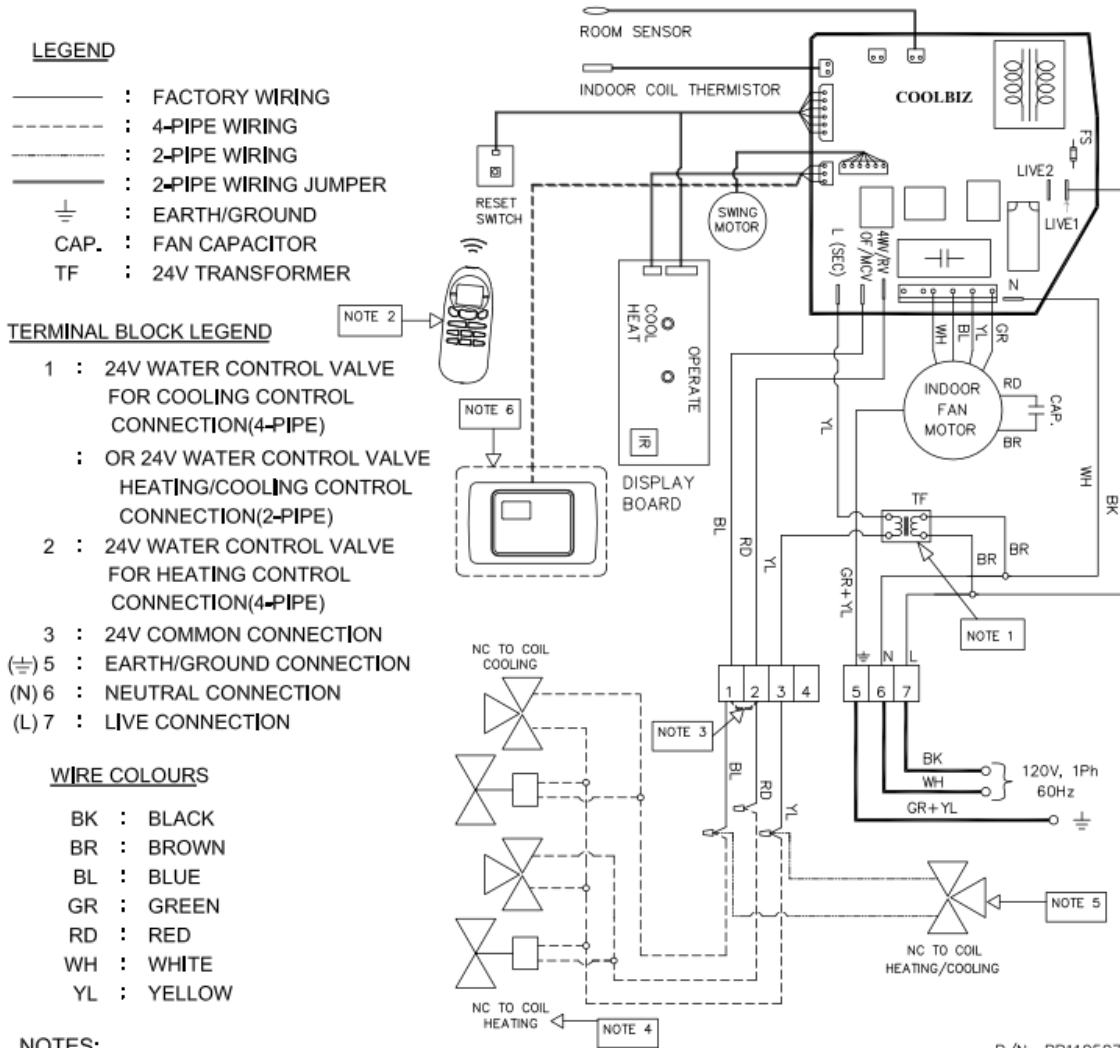 LEGEND
: FACTORY WIRING
: 4-PIPE WIRING
: 2-PIPE WIRING
: 2-PIPE WIRING JUMPER
: EARTH/GROUND
CAP. : FAN CAPACITOR
TF : 24V TRANSFORMER
TERMINAL BLOCK LEGEND
1 : 24V WATER CONTROL VALVE
FOR COOLING CONTROL
CONNECTION(4-PIPE)
: OR 24V WATER CONTROL VALVE
HEATING/COOLING CONTROL
CONNECTION(2-PIPE)
2 : 24V WATER CONTROL VALVE
FOR HEATING CONTROL
CONNECTION(4-PIPE)
3 : 24V COMMON CONNECTION
(⏚) 5 : EARTH/GROUND CONNECTION
(N) 6 : NEUTRAL CONNECTION
(L) 7 : LIVE CONNECTION
WIRE COLOURS
BK : BLACK
BR : BROWN
BL : BLUE
GR : GREEN
RD : RED
WH : WHITE
YL : YELLOW
NOTES:
ROOM SENSOR
INDOOR COIL THERMISTOR
COOLBIZ
FS
LIVE2
LIVE1
RESET
SWITCH
SWING
MOTOR
L (SEC)
OF/MCV
4WV/RV
N
NOTE 2
NOTE 6
COOL
HEAT
OPERATE
IR
DISPLAY
BOARD
WH
BL
YL
GR
INDOOR
FAN
MOTOR
RD
BR
CAP.
YL
WH
BK
TF
BL
RD
YL
GR+YL
BR
BR
NOTE 1
N
L
1 2 3 4
5 6 7
NOTE 3
BL
RD
YL
BK
WH
GR+YL
120V, 1Ph
60Hz
NC TO COIL
COOLING
NC TO COIL
HEATING
NOTE 4
NOTE 5
NC TO COIL
HEATING/COOLING